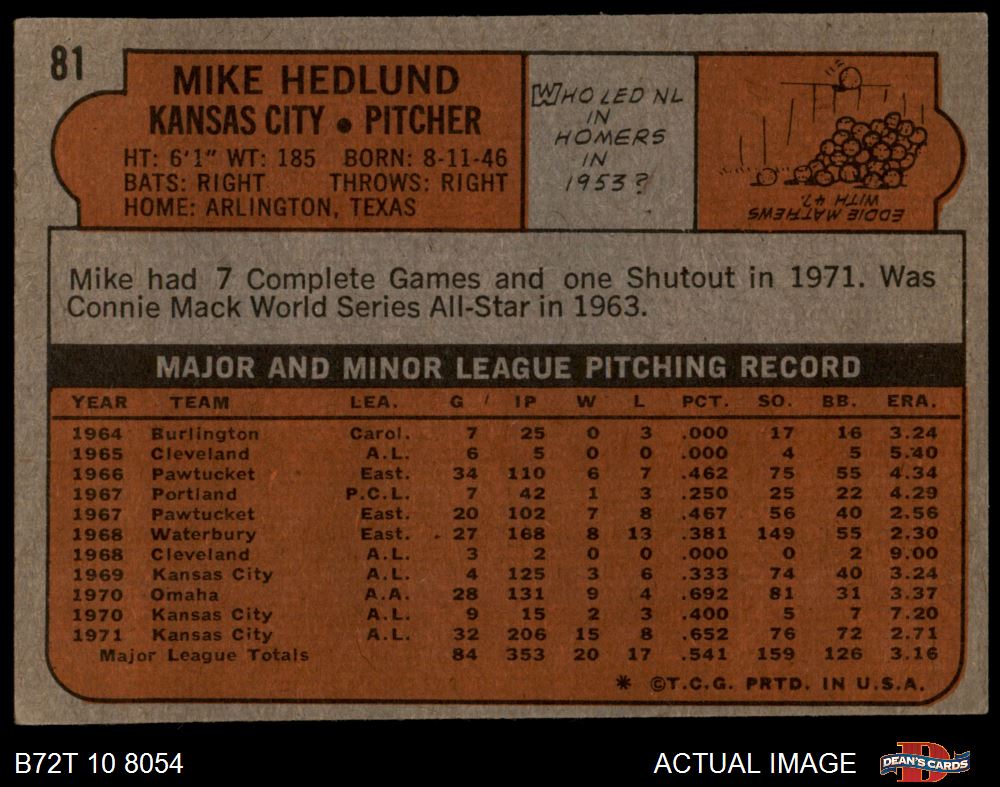 81
MIKE HEDLUND
KANSAS CITY • PITCHER
HT: 6'1" WT: 185 BORN: 8-11-46
BATS: RIGHT THROWS: RIGHT
HOME: ARLINGTON, TEXAS
WHO LED NL
IN
HOMERS
IN
1953?
EDDIE MATHEWS
WITH 47.
Mike had 7 Complete Games and one Shutout in 1971. Was
Connie Mack World Series All-Star in 1963.
MAJOR AND MINOR LEAGUE PITCHING RECORD
YEAR TEAM LEA. G IP W L PCT. SO. BB. ERA.
1964 Burlington Carol. 7 25 0 3 .000 17 16 3.24
1965 Cleveland A.L. 6 5 0 0 .000 4 5 5.40
1966 Pawtucket East. 34 110 6 7 .462 75 55 4.34
1967 Portland P.C.L. 7 42 1 3 .250 25 22 4.29
1967 Pawtucket East. 20 102 7 8 .467 56 40 2.56
1968 Waterbury East. 27 168 8 13 .381 149 55 2.30
1968 Cleveland A.L. 3 2 0 0 .000 0 2 9.00
1969 Kansas City A.L. 4 125 3 6 .333 74 40 3.24
1970 Omaha A.A. 28 131 9 4 .692 81 31 3.37
1970 Kansas City A.L. 9 15 2 3 .400 5 7 7.20
1971 Kansas City A.L. 32 206 15 8 .652 76 72 2.71
Major League Totals 84 353 20 17 .541 159 126 3.16
* ©T.C.G. PRTD. IN U.S.A.
B72T 10 8054
ACTUAL IMAGE
D
DEAN'S CARDS